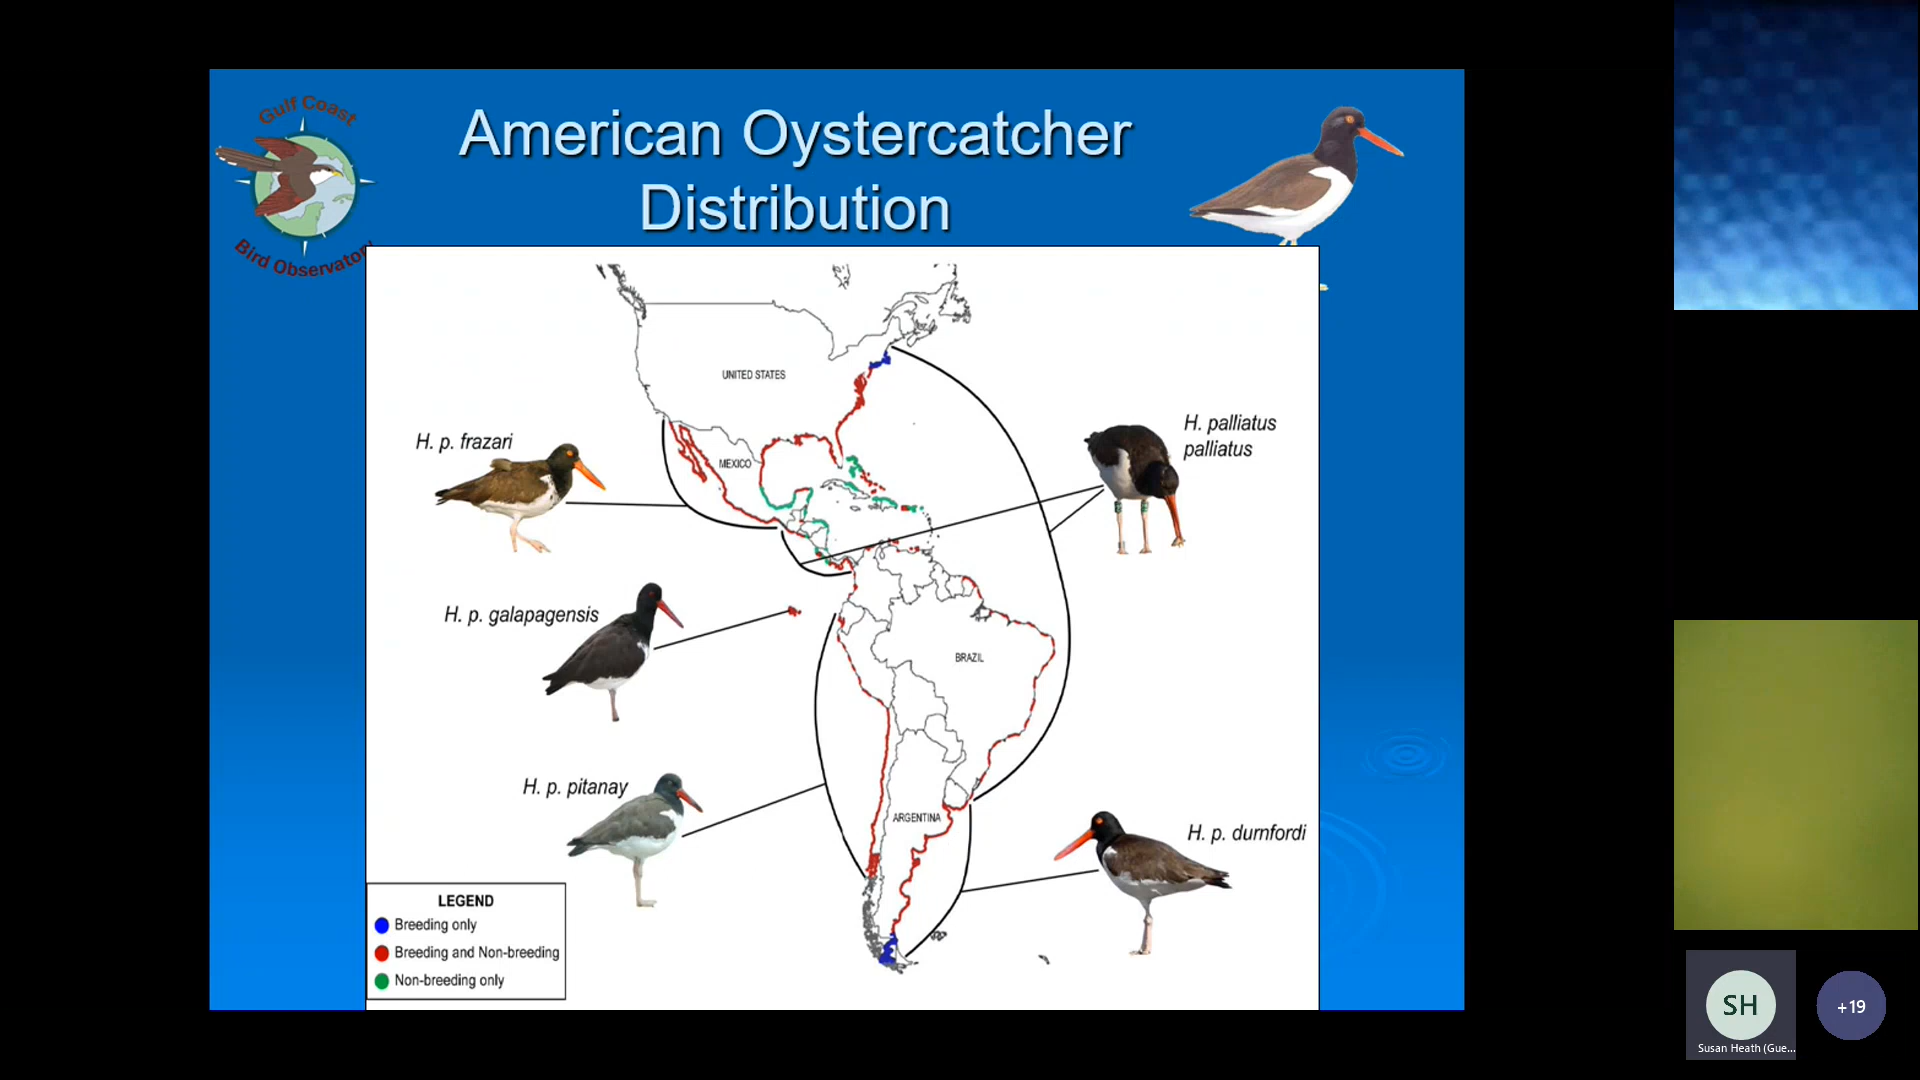 Gulf Coast
Bird Observatory
American Oystercatcher
Distribution
UNITED STATES
H. palliatus
palliatus
H. p. frazari
MEXICO
H. p. galapagensis
BRAZIL
H. p. pitanay
ARGENTINA
H. p. durnfordi
LEGEND
Breeding only
Breeding and Non-breeding
Non-breeding only
SH
+19
Susan Heath (Gue...